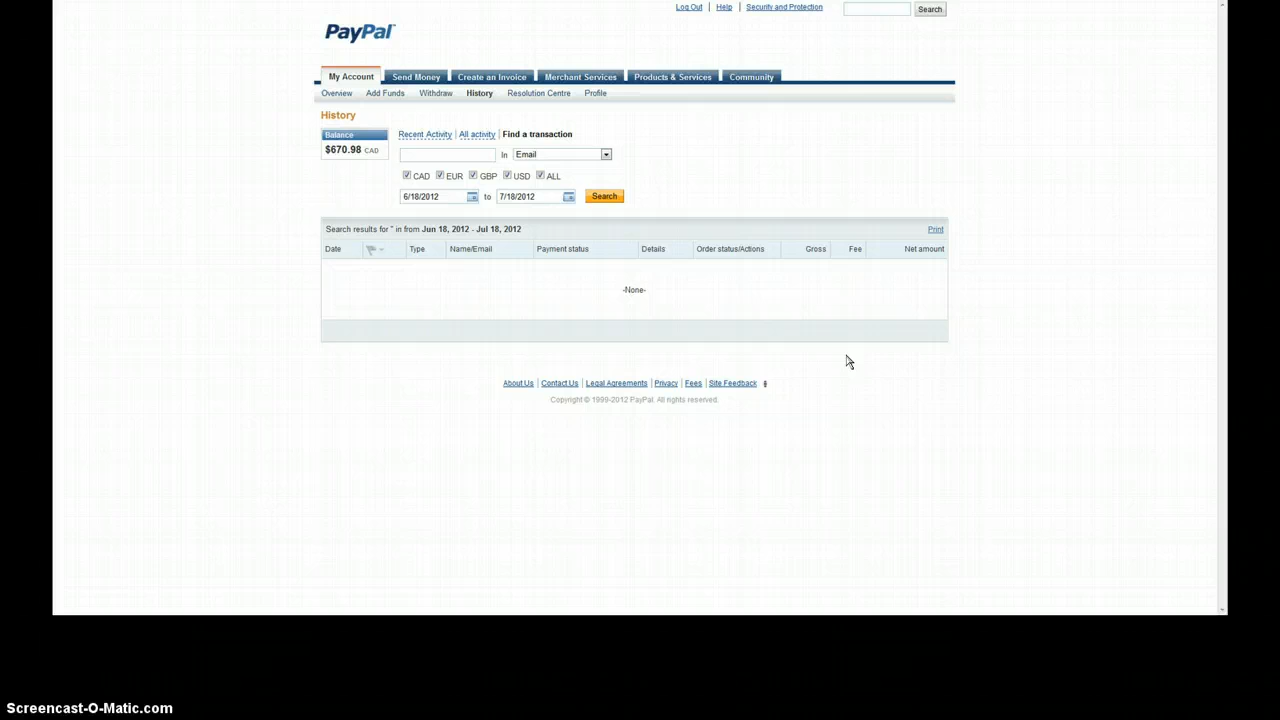 Log Out Help Security and Protection Search
PayPal
My Account Send Money Create an Invoice Merchant Services Products & Services Community
Overview Add Funds Withdraw History Resolution Centre Profile
History
Balance
$670.98 CAD
Recent Activity All activity Find a transaction
In Email
CAD EUR GBP USD ALL
6/18/2012 to 7/18/2012 Search
Search results for '' in from Jun 18, 2012 - Jul 18, 2012 Print
Date Type Name/Email Payment status Details Order status/Actions Gross Fee Net amount
-None-
About Us Contact Us Legal Agreements Privacy Fees Site Feedback
Copyright © 1999-2012 PayPal. All rights reserved.
Screencast-O-Matic.com